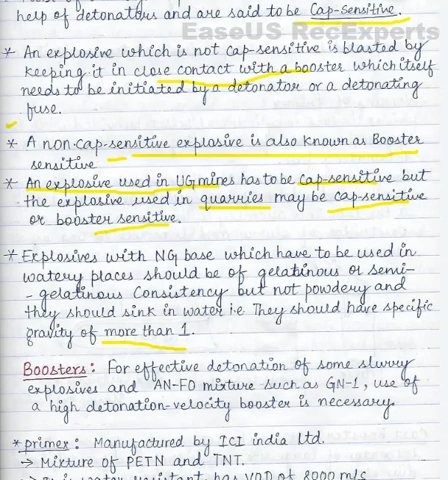 help of detonators and are said to be Cap-Sensitive.
EaseUS RecExperts
* An explosive which is not cap-sensitive is blasted by
keeping it in close contact with a booster which itself
needs to be initiated by a detonator or a detonating
fuse.
* A non-cap-sensitive explosive is also known as Booster
sensitive
* An explosive used in UG mines has to be cap-sensitive but
the explosive used in quarries may be cap-sensitive
or booster sensitive.
* Explosives with NG base which have to be used in
watery places should be of gelatinous or semi-
-gelatinous Consistency but not powdery and
they should sink in water i.e. They should have specific
gravity of more than 1.
Boosters: For effective detonation of some slurry
explosives and AN-FO mixture such as GN-1, use of
a high detonation-velocity booster is necessary.
* primex: Manufactured by ICI india Ltd.
→ Mixture of PETN and TNT.
water resistant has VOD of 8000 m/s